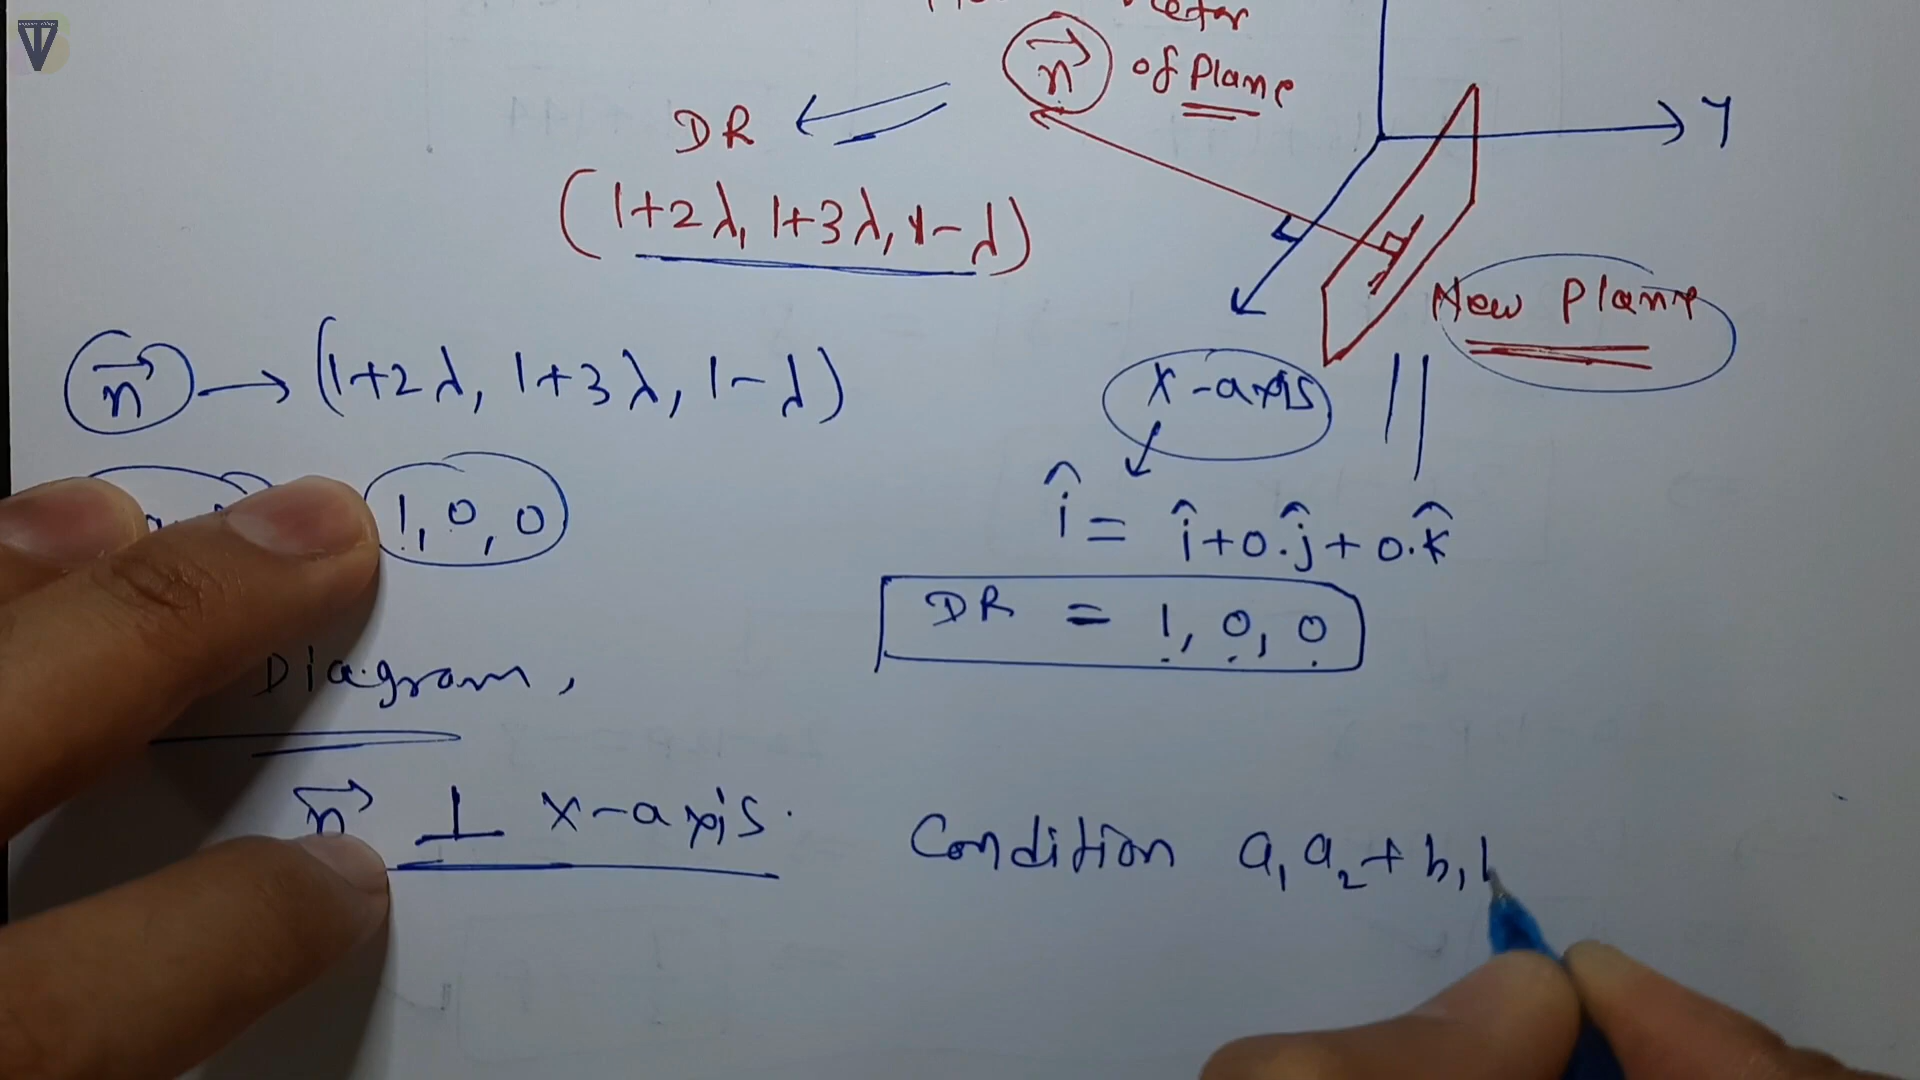 of Plane
n⃗
Y
DR
(1+2λ, 1+3λ, 1-λ)
New Plane
n⃗ → (1+2λ, 1+3λ, 1-λ)
X-axis
1, 0, 0
î = î+0.ĵ+0.k̂
DR = 1, 0, 0
Diagram,
n⃗ ⊥ x-axis.
Condition a₁a₂+b₁